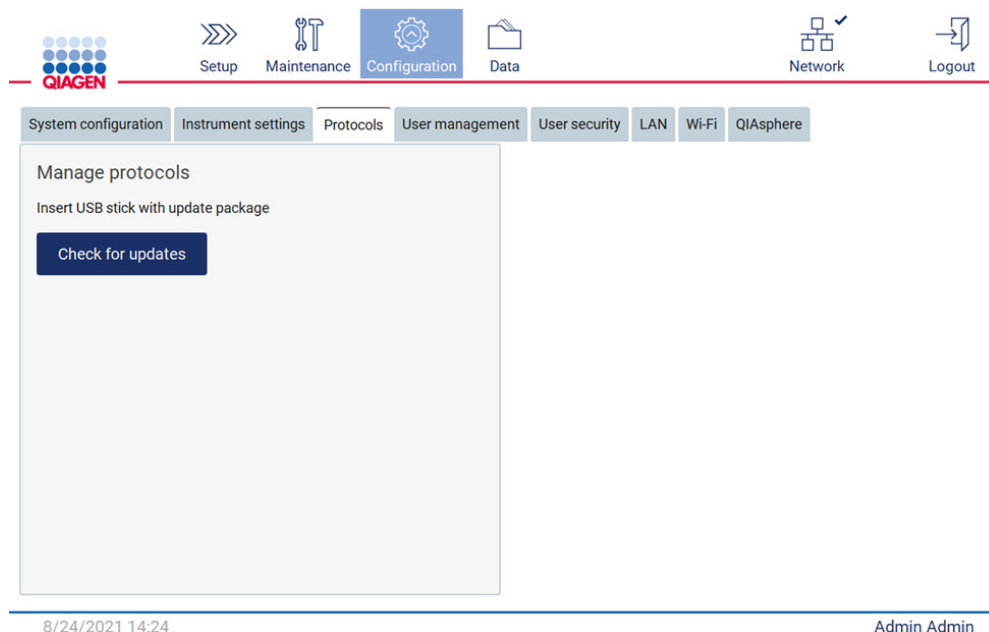 QIAGEN
Setup Maintenance Configuration Data Network Logout
System configuration Instrument settings Protocols User management User security LAN Wi-Fi QIAsphere
Manage protocols
Insert USB stick with update package
Check for updates
8/24/2021 14:24 Admin Admin